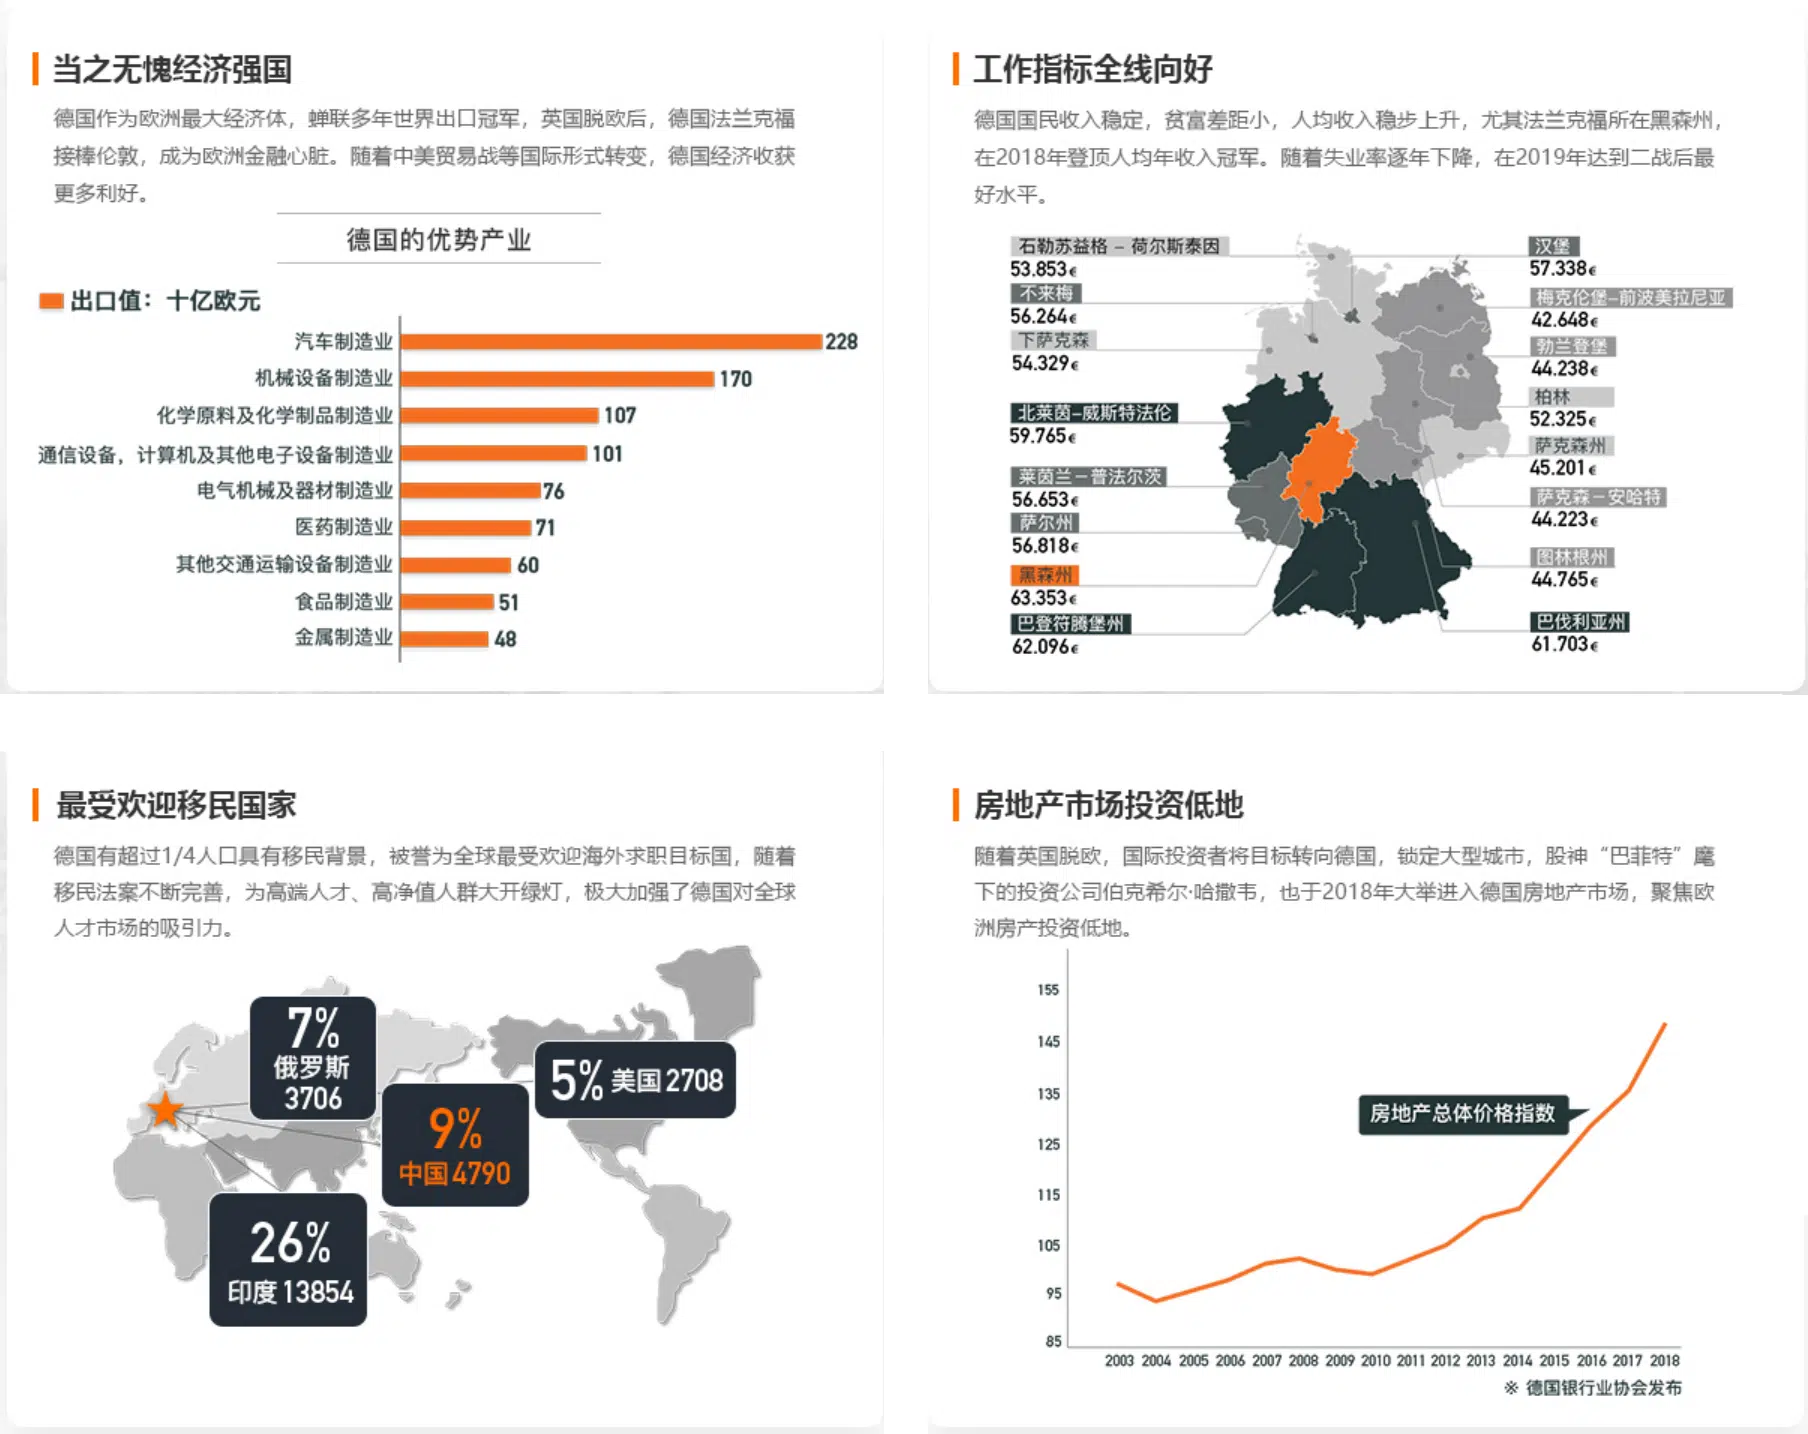 当之无愧经济强国
德国作为欧洲最大经济体，蝉联多年世界出口冠军，英国脱欧后，德国法兰克福
接棒伦敦，成为欧洲金融心脏。随着中美贸易战等国际形式转变，德国经济收获
更多利好。
德国的优势产业
出口值：十亿欧元
汽车制造业 228
机械设备制造业 170
化学原料及化学制品制造业 107
通信设备，计算机及其他电子设备制造业 101
电气机械及器材制造业 76
医药制造业 71
其他交通运输设备制造业 60
食品制造业 51
金属制造业 48
工作指标全线向好
德国国民收入稳定，贫富差距小，人均收入稳步上升，尤其法兰克福所在黑森州，
在2018年登顶人均年收入冠军。随着失业率逐年下降，在2019年达到二战后最
好水平。
石勒苏益格－荷尔斯泰因
53.853€
不来梅
56.264€
下萨克森
54.329€
北莱茵－威斯特法伦
59.765€
莱茵兰－普法尔茨
56.653€
萨尔州
56.818€
黑森州
63.353€
巴登符腾堡州
62.096€
汉堡
57.338€
梅克伦堡－前波美拉尼亚
42.648€
勃兰登堡
44.238€
柏林
52.325€
萨克森州
45.201€
萨克森－安哈特
44.223€
图林根州
44.765€
巴伐利亚州
61.703€
最受欢迎移民国家
德国有超过1/4人口具有移民背景，被誉为全球最受欢迎海外求职目标国，随着
移民法案不断完善，为高端人才、高净值人群大开绿灯，极大加强了德国对全球
人才市场的吸引力。
7%
俄罗斯
3706
5% 美国2708
9%
中国4790
26%
印度13854
房地产市场投资低地
随着英国脱欧，国际投资者将目标转向德国，锁定大型城市，股神“巴菲特”麾
下的投资公司伯克希尔·哈撒韦，也于2018年大举进入德国房地产市场，聚焦欧
洲房产投资低地。
155
145
135
125
115
105
95
85
房地产总体价格指数
2003 2004 2005 2006 2007 2008 2009 2010 2011 2012 2013 2014 2015 2016 2017 2018
※ 德国银行业协会发布